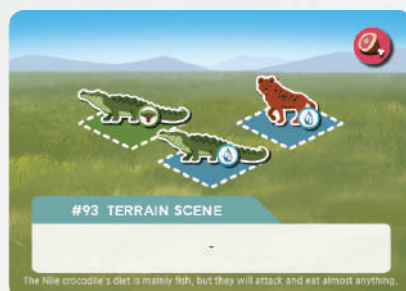 #93 TERRAIN SCENE
-
The Nile crocodile's diet is mainly fish, but they will attack and eat almost anything.